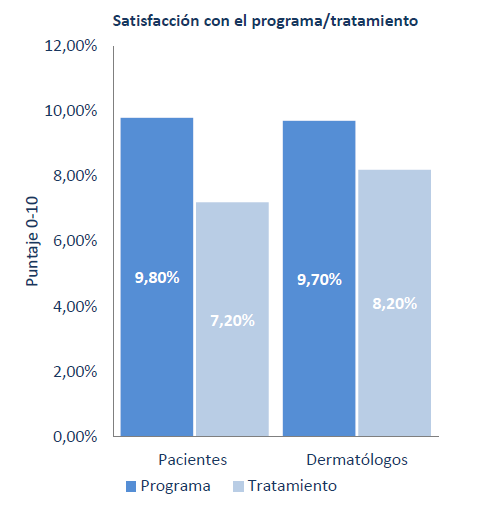 Satisfacción con el programa/tratamiento
12,00%
10,00%
8,00%
6,00%
4,00%
2,00%
0,00%
Puntaje 0-10
9,80%
7,20%
9,70%
8,20%
Pacientes
Dermatólogos
Programa
Tratamiento